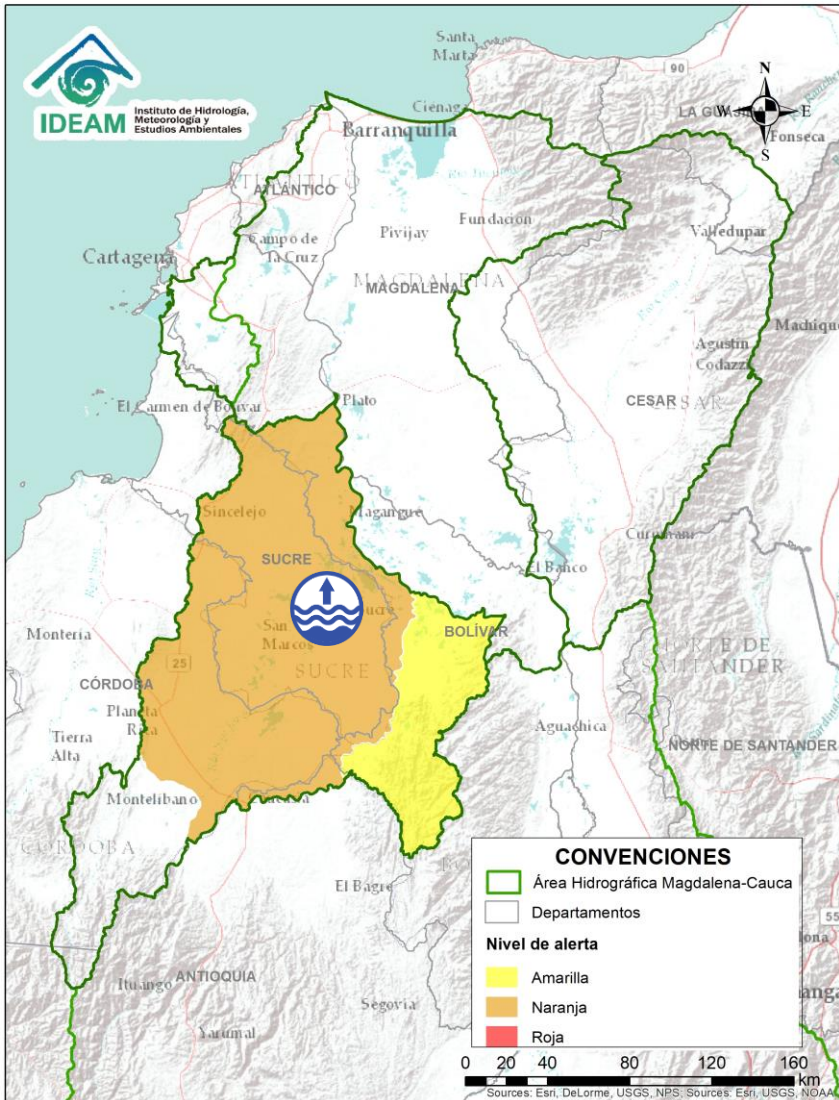 IDEAM
Instituto de Hidrología,
Meteorología y
Estudios Ambientales
Santa
Marta
90
N
W
E
S
Ciénaga
LA GUAJI
Fonseca
Barranquilla
ATLÁNTICO
Fundación
Pivijay
Valledupar
Campo de
la Cruz
Cartagena
MAGDALENA
MAGDALENA
Machiqu
Agustín
Codazzi
El Carmen de Bolívar
Plato
CESAR
CESAR
Sincelejo
Magangué
Curumaní
SUCRE
El Banco
Sucre
San
Marcos
BOLÍVAR
Montería
SUCRE
NORTE DE
SANTANDER
25
CÓRDOBA
Planeta
Rica
Aguachica
Tierra
Alta
NORTE DE SANTANDER
Montelíbano
CÓRDOBA
El Bagre
Ituango
ANTIOQUIA
Segovia
Yarumal
CONVENCIONES
Área Hidrográfica Magdalena-Cauca
Departamentos
Nivel de alerta
Amarilla
Naranja
Roja
55
0 20 40 80 120 160
km
Sources: Esri, DeLorme, USGS, NPS; Sources: Esri, USGS, NOAA